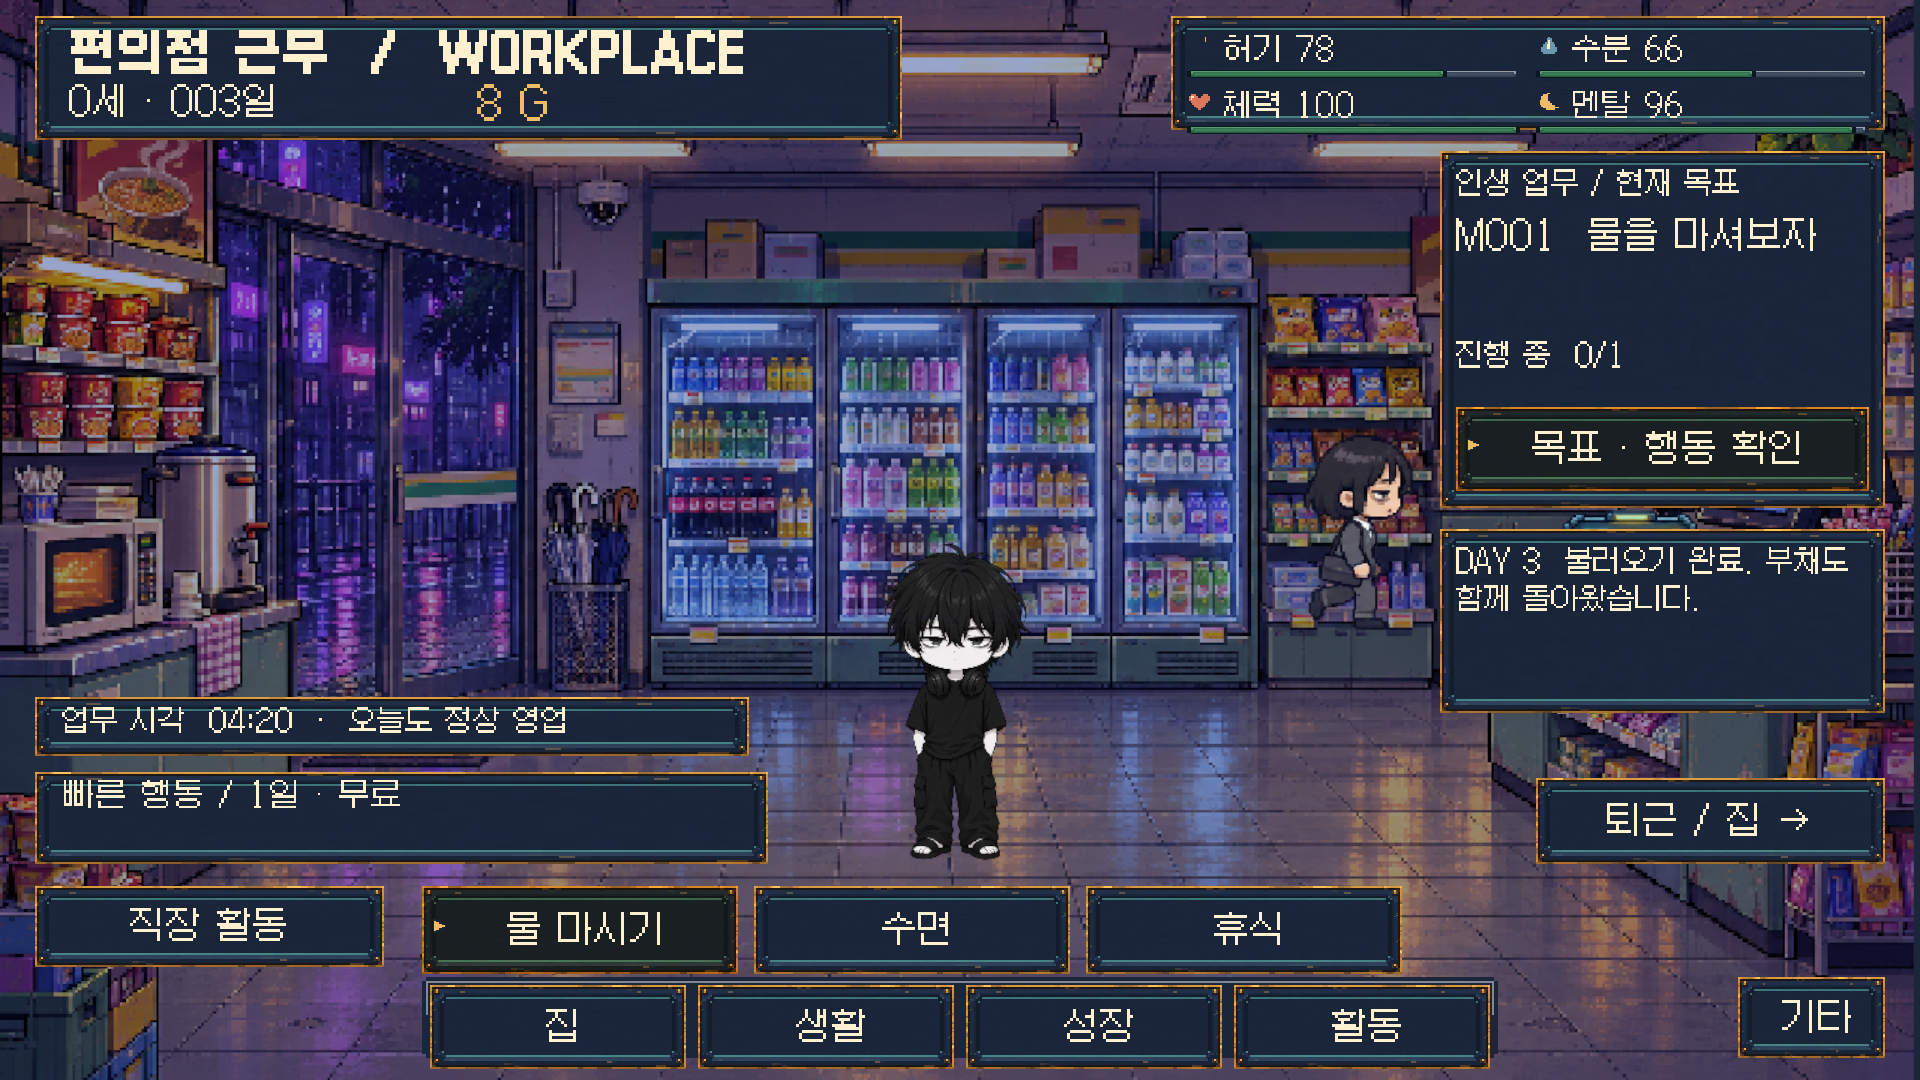 편의점 근무 / WORKPLACE
0세 · 003일 8 G
허기 78 수분 66
체력 100 멘탈 96
인생 업무 / 현재 목표
M001 물을 마셔보자
진행 중 0/1
목표 · 행동 확인
DAY 3 불러오기 완료. 부채도
함께 돌아왔습니다.
업무 시각 04:20 · 오늘도 정상 영업
빠른 행동 / 1일 · 무료
퇴근 / 집 →
직장 활동
물 마시기
수면
휴식
집
생활
성장
활동
기타